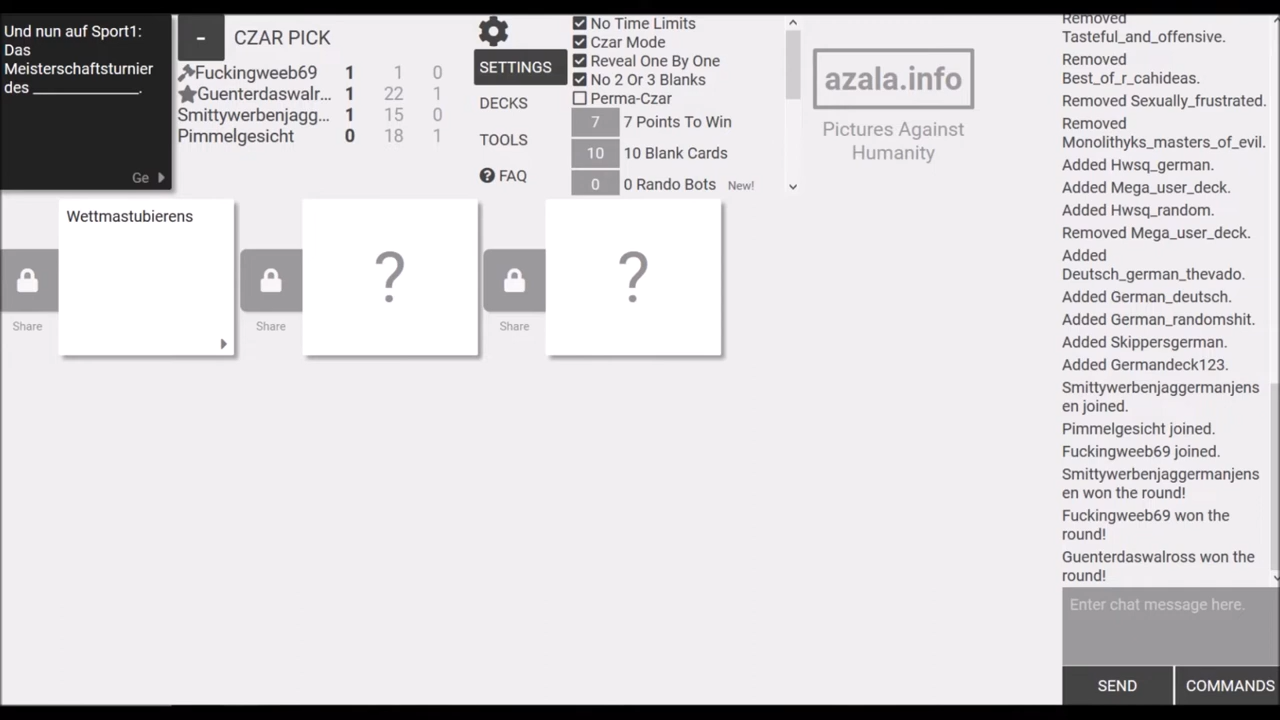 Und nun auf Sport1:
Das
Meisterschaftsturnier
des ______________.
Ge
-
CZAR PICK
Fuckingweeb69 1 1 0
Guenterdaswalr... 1 22 1
Smittywerbenjagg... 1 15 0
Pimmelgesicht 0 18 1
SETTINGS
DECKS
TOOLS
? FAQ
No Time Limits
Czar Mode
Reveal One By One
No 2 Or 3 Blanks
Perma-Czar
7 7 Points To Win
10 10 Blank Cards
0 0 Rando Bots New!
azala.info
Pictures Against
Humanity
Wettmastubierens
?
?
Share
Share
Share
Removed
Tasteful_and_offensive.
Removed
Best_of_r_cahideas.
Removed Sexually_frustrated.
Removed
Monolithyks_masters_of_evil.
Added Hwsq_german.
Added Mega_user_deck.
Added Hwsq_random.
Removed Mega_user_deck.
Added
Deutsch_german_thevado.
Added German_deutsch.
Added German_randomshit.
Added Skippersgerman.
Added Germandeck123.
Smittywerbenjaggermanjens
en joined.
Pimmelgesicht joined.
Fuckingweeb69 joined.
Smittywerbenjaggermanjens
en won the round!
Fuckingweeb69 won the
round!
Guenterdaswalross won the
round!
Enter chat message here.
SEND
COMMANDS